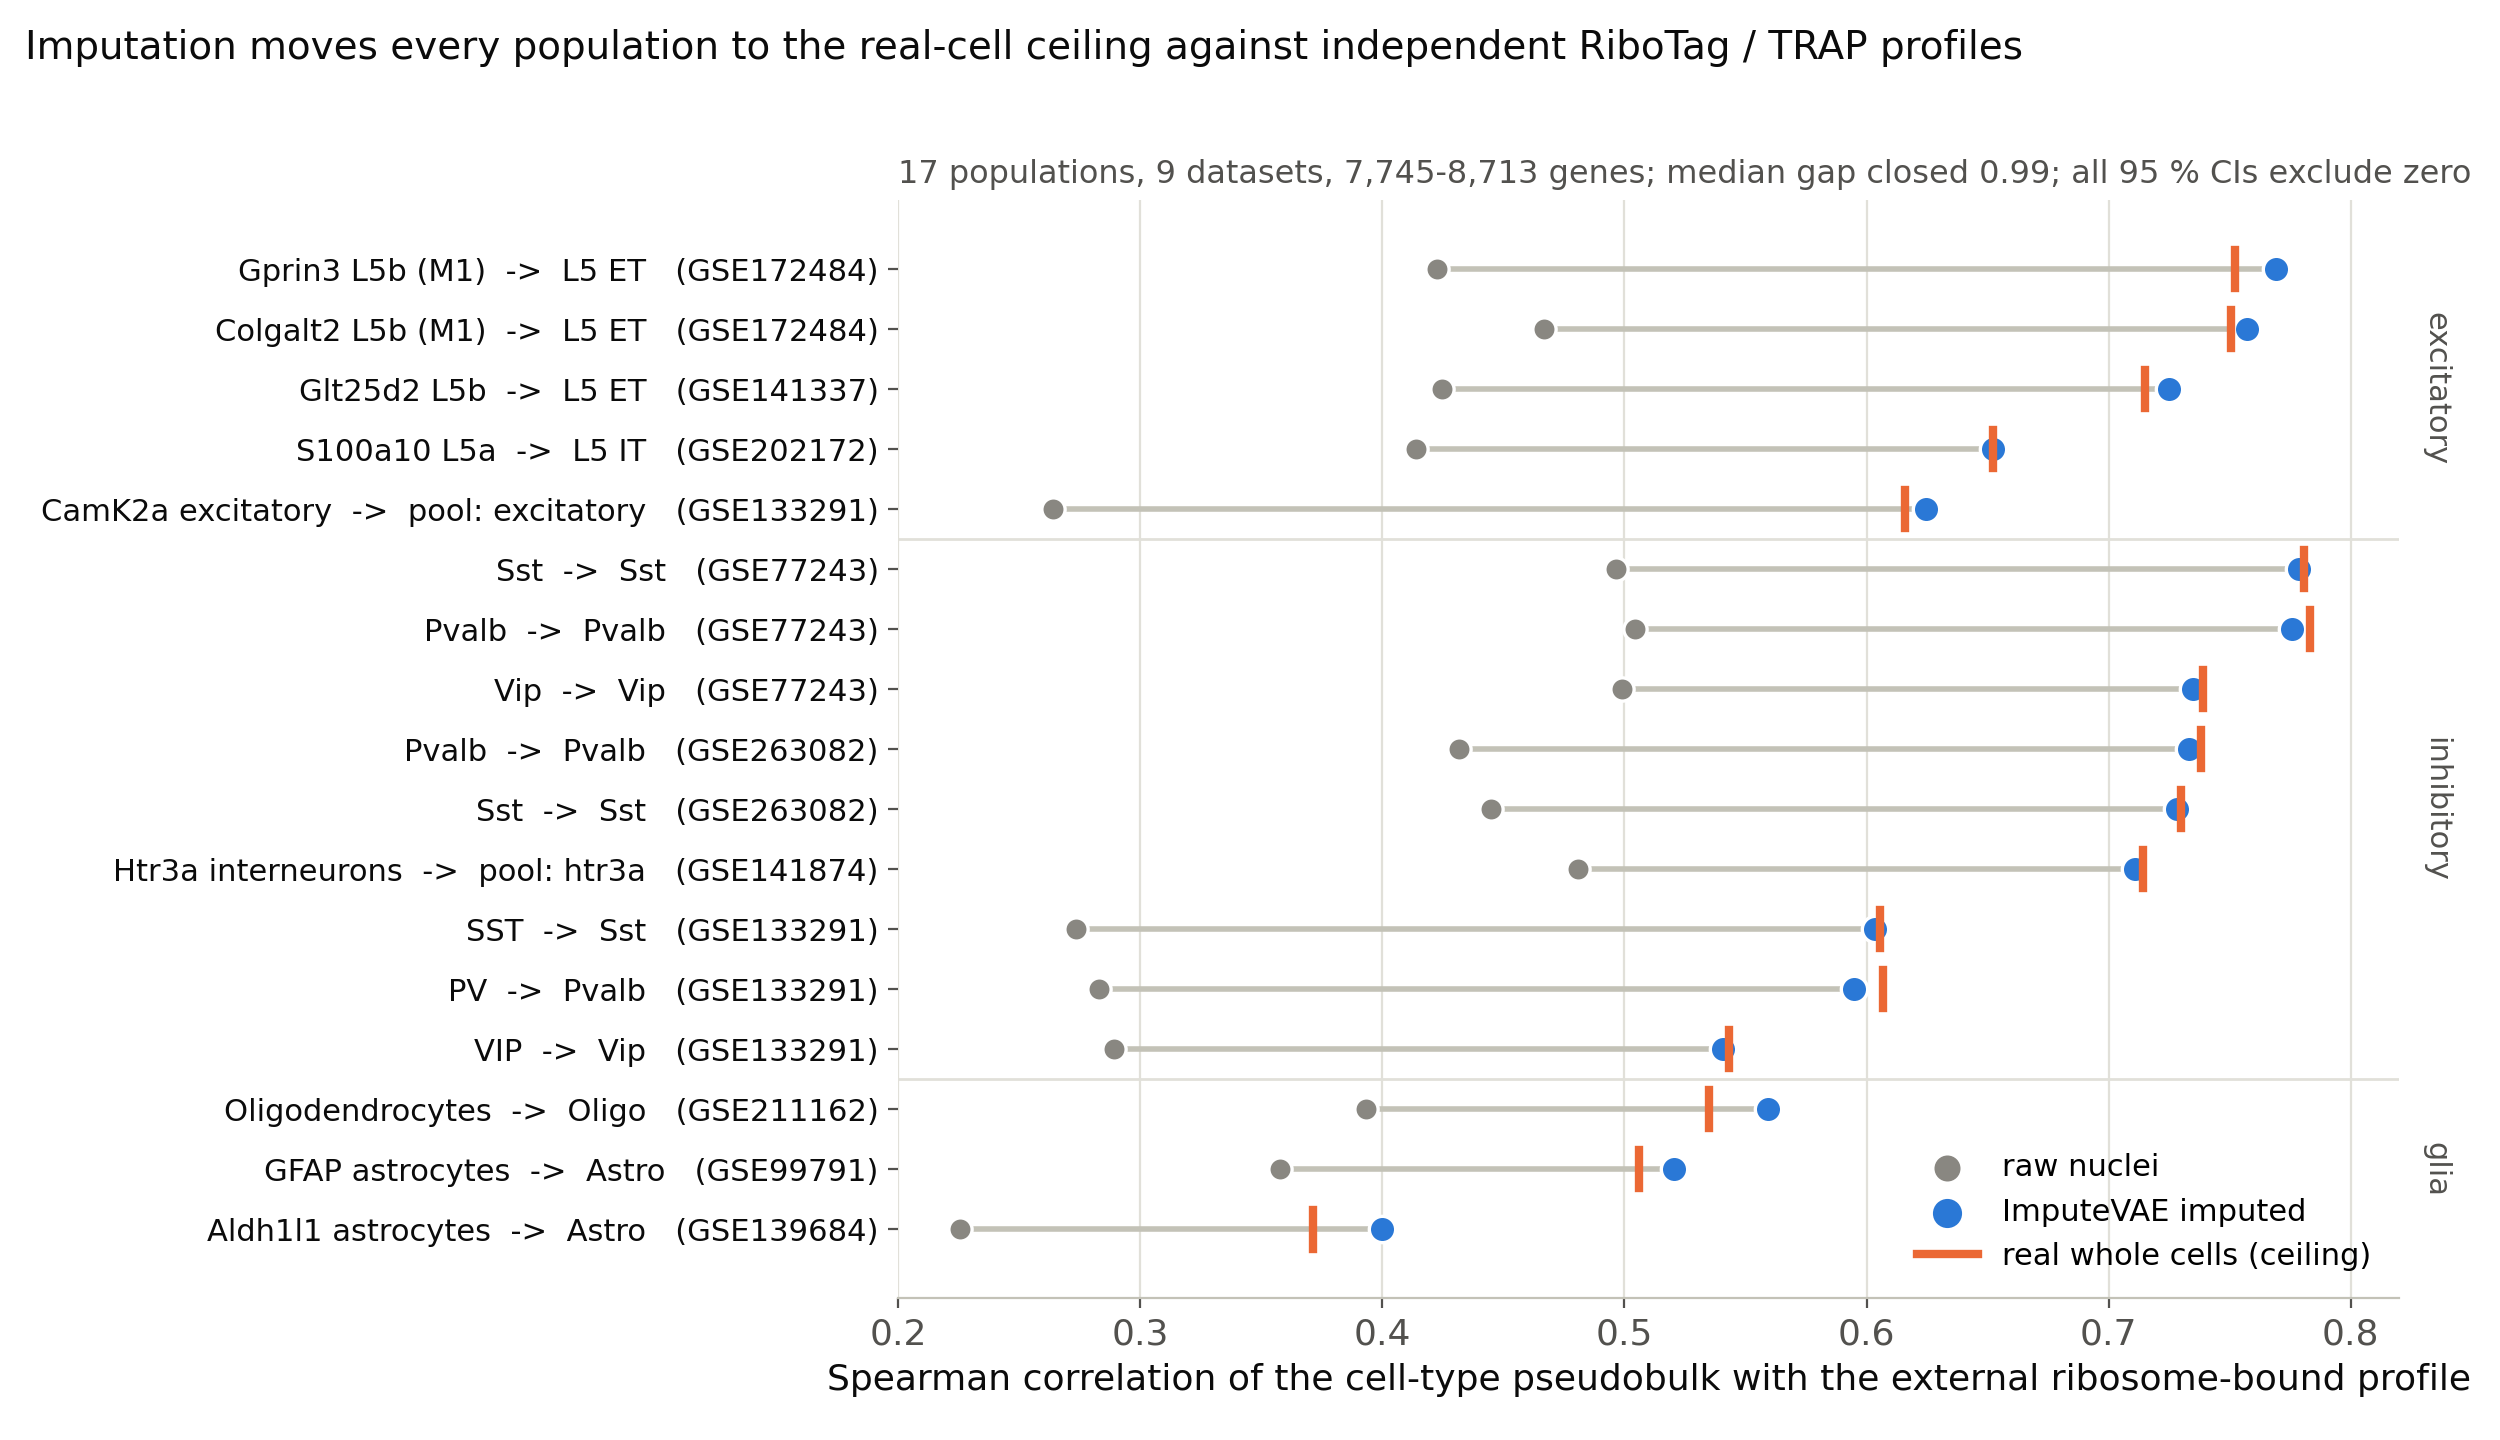 Imputation moves every population to the real-cell ceiling against independent RiboTag / TRAP profiles
17 populations, 9 datasets, 7,745-8,713 genes; median gap closed 0.99; all 95 % CIs exclude zero
Gprin3 L5b (M1) -> L5 ET (GSE172484)
Colgalt2 L5b (M1) -> L5 ET (GSE172484)
Glt25d2 L5b -> L5 ET (GSE141337)
S100a10 L5a -> L5 IT (GSE202172)
CamK2a excitatory -> pool: excitatory (GSE133291)
excitatory
Sst -> Sst (GSE77243)
Pvalb -> Pvalb (GSE77243)
Vip -> Vip (GSE77243)
Pvalb -> Pvalb (GSE263082)
Sst -> Sst (GSE263082)
Htr3a interneurons -> pool: htr3a (GSE141874)
SST -> Sst (GSE133291)
PV -> Pvalb (GSE133291)
VIP -> Vip (GSE133291)
inhibitory
Oligodendrocytes -> Oligo (GSE211162)
GFAP astrocytes -> Astro (GSE99791)
Aldh1l1 astrocytes -> Astro (GSE139684)
glia
raw nuclei
ImputeVAE imputed
real whole cells (ceiling)
0.2 0.3 0.4 0.5 0.6 0.7 0.8
Spearman correlation of the cell-type pseudobulk with the external ribosome-bound profile